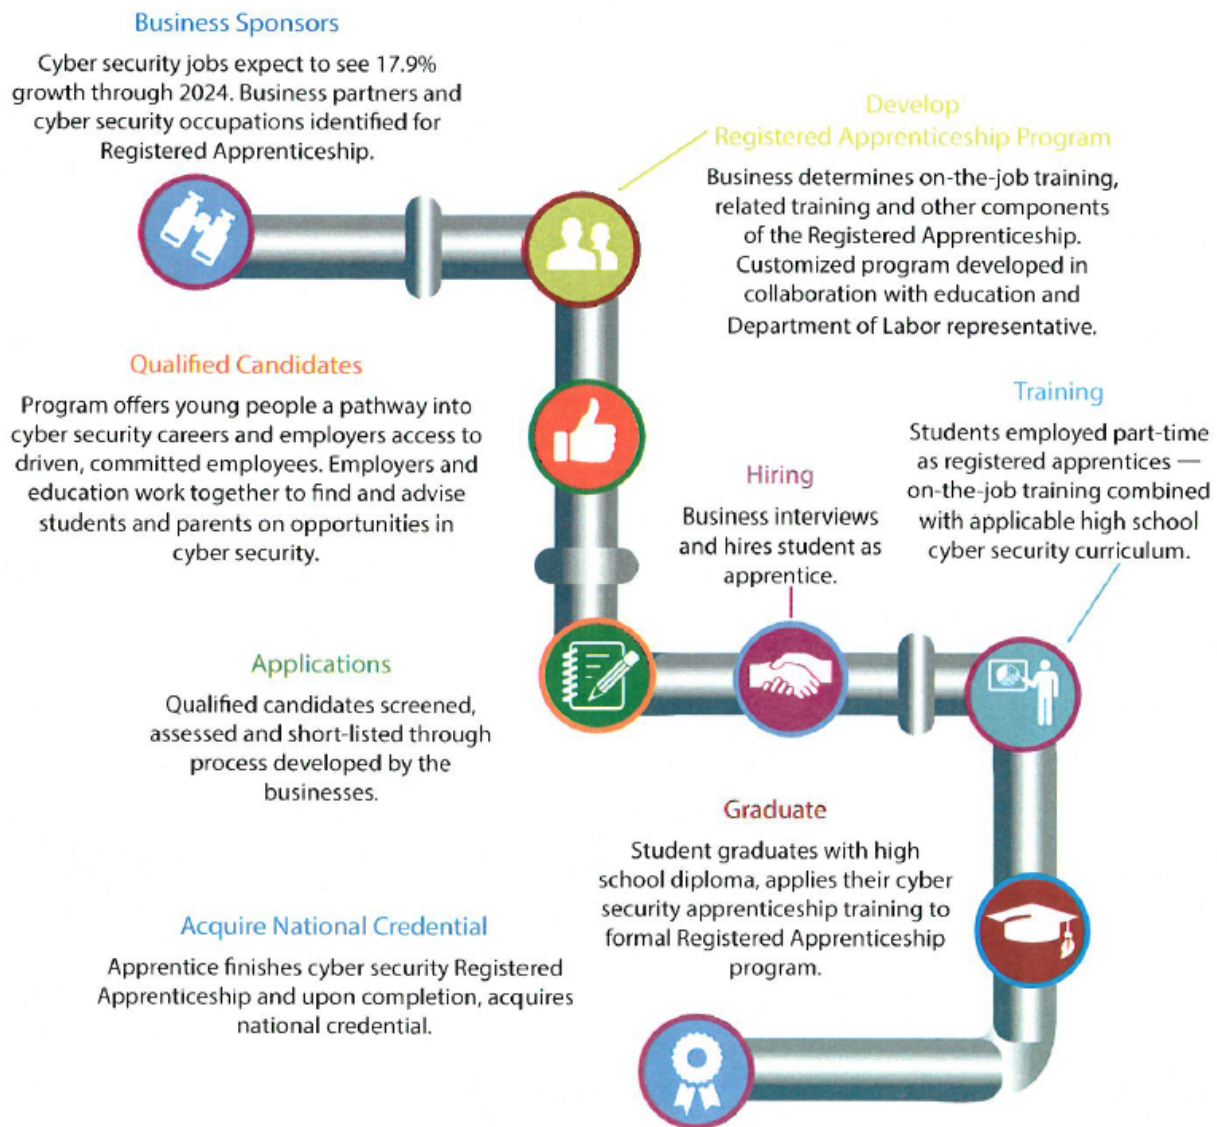 Business Sponsors
Cyber security jobs expect to see 17.9%
growth through 2024. Business partners and
cyber security occupations identified for
Registered Apprenticeship.
Develop
Registered Apprenticeship Program
Business determines on-the-job training,
related training and other components
of the Registered Apprenticeship.
Customized program developed in
collaboration with education and
Department of Labor representative.
Qualified Candidates
Program offers young people a pathway into
cyber security careers and employers access to
driven, committed employees. Employers and
education work together to find and advise
students and parents on opportunities in
cyber security.
Applications
Qualified candidates screened,
assessed and short-listed through
process developed by the
businesses.
Hiring
Business interviews
and hires student as
apprentice.
Training
Students employed part-time
as registered apprentices —
on-the-job training combined
with applicable high school
cyber security curriculum.
Graduate
Student graduates with high
school diploma, applies their cyber
security apprenticeship training to
formal Registered Apprenticeship
program.
Acquire National Credential
Apprentice finishes cyber security Registered
Apprenticeship and upon completion, acquires
national credential.